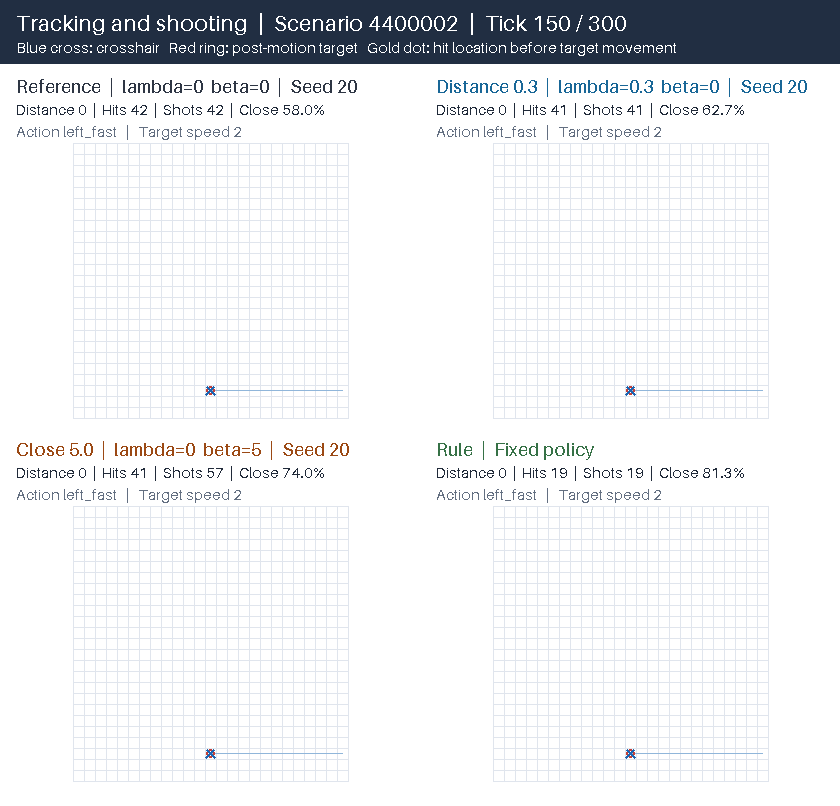 Tracking and shooting | Scenario 4400002 | Tick 150 / 300
Blue cross: crosshair Red ring: post-motion target Gold dot: hit location before target movement
Reference | lambda=0 beta=0 | Seed 20
Distance 0 | Hits 42 | Shots 42 | Close 58.0%
Action left_fast | Target speed 2
Distance 0.3 | lambda=0.3 beta=0 | Seed 20
Distance 0 | Hits 41 | Shots 41 | Close 62.7%
Action left_fast | Target speed 2
Close 5.0 | lambda=0 beta=5 | Seed 20
Distance 0 | Hits 41 | Shots 57 | Close 74.0%
Action left_fast | Target speed 2
Rule | Fixed policy
Distance 0 | Hits 19 | Shots 19 | Close 81.3%
Action left_fast | Target speed 2